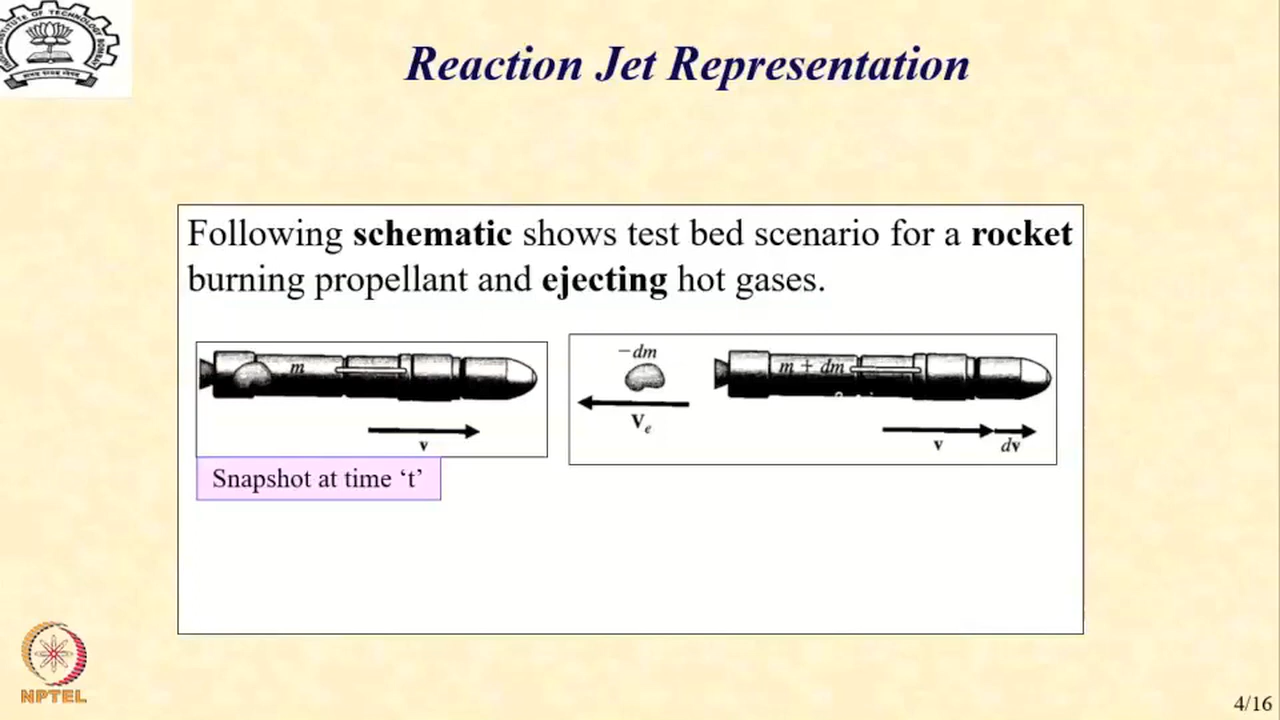 Reaction Jet Representation
Following schematic shows test bed scenario for a rocket
burning propellant and ejecting hot gases.
m
v
Snapshot at time ‘t’
−dm
Ve
m + dm
v
dv
NPTEL
4/16